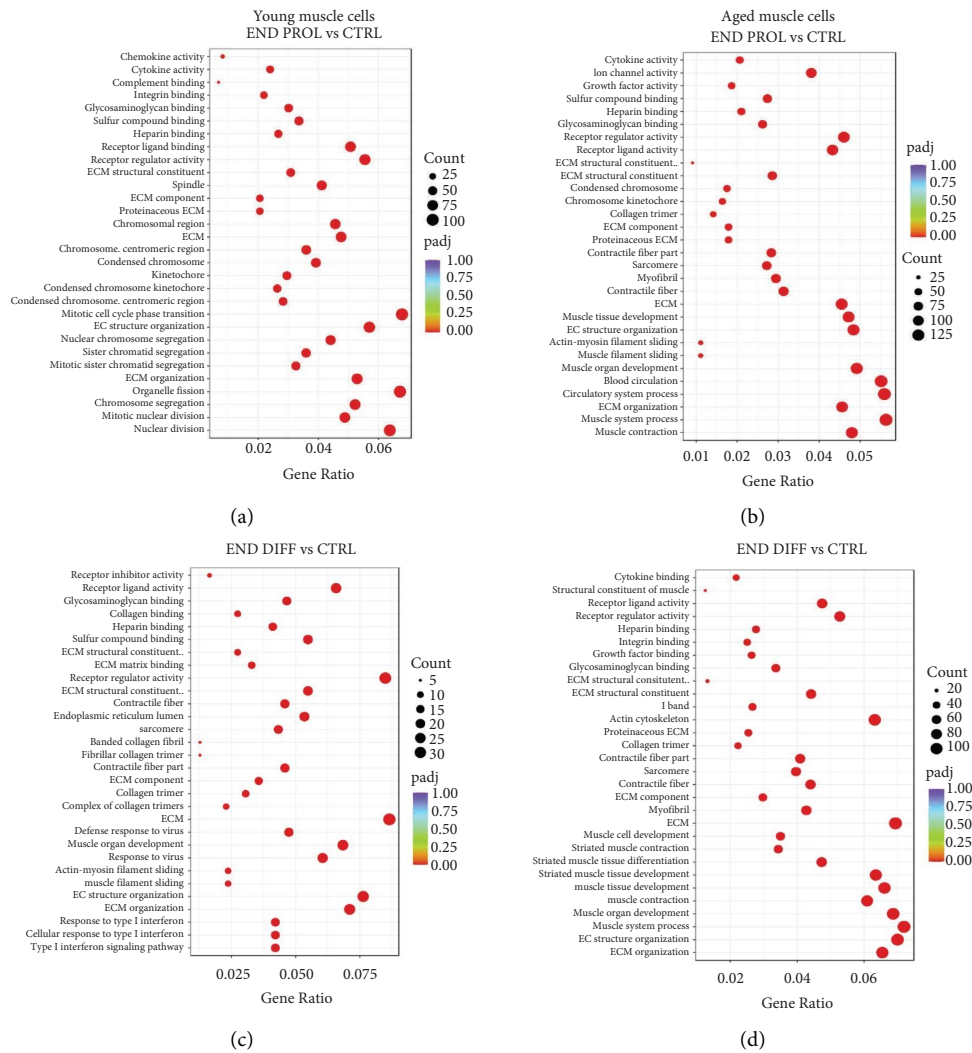 Young muscle cells
END PROL vs CTRL
Chemokine activity
Cytokine activity
Complement binding
Integrin binding
Glycosaminoglycan binding
Sulfur compound binding
Heparin binding
Receptor ligand binding
Receptor regulator activity
ECM structural constituent
Spindle
ECM component
Proteinaceous ECM
Chromosomal region
ECM
Chromosome. centromeric region
Condensed chromosome
Kinetochore
Condensed chromosome kinetochore
Condensed chromosome. centromeric region
Mitotic cell cycle phase transition
EC structure organization
Nuclear chromosome segregation
Sister chromatid segregation
Mitotic sister chromatid segregation
ECM organization
Organelle fission
Chromosome segregation
Mitotic nuclear division
Nuclear division
0.02 0.04 0.06
Gene Ratio
Count
25
50
75
100
padj
1.00
0.75
0.50
0.25
0.00
(a)
Aged muscle cells
END PROL vs CTRL
Cytokine activity
Ion channel activity
Growth factor activity
Sulfur compound binding
Heparin binding
Glycosaminoglycan binding
Receptor regulator activity
Receptor ligand activity
ECM structural constituent..
ECM structural constituent
Condensed chromosome
Chromosome kinetochore
Collagen trimer
ECM component
Proteinaceous ECM
Contractile fiber part
Sarcomere
Myofibril
Contractile fiber
ECM
Muscle tissue development
EC structure organization
Actin-myosin filament sliding
Muscle filament sliding
Muscle organ development
Blood circulation
Circulatory system process
ECM organization
Muscle system process
Muscle contraction
0.01 0.02 0.03 0.04 0.05
Gene Ratio
padj
1.00
0.75
0.50
0.25
0.00
Count
25
50
75
100
125
(b)
END DIFF vs CTRL
Receptor inhibitor activity
Receptor ligand activity
Glycosaminoglycan binding
Collagen binding
Heparin binding
Sulfur compound binding
ECM structural constituent..
ECM matrix binding
Receptor regulator activity
ECM structural constituent..
Contractile fiber
Endoplasmic reticulum lumen
sarcomere
Banded collagen fibril
Fibrillar collagen trimer
Contractile fiber part
ECM component
Collagen trimer
Complex of collagen trimers
ECM
Defense response to virus
Muscle organ development
Response to virus
Actin-myosin filament sliding
muscle filament sliding
EC structure organization
ECM organization
Response to type I interferon
Cellular response to type I interferon
Type I interferon signaling pathway
0.025 0.050 0.075
Gene Ratio
Count
5
10
15
20
25
30
padj
1.00
0.75
0.50
0.25
0.00
(c)
END DIFF vs CTRL
Cytokine binding
Structural constituent of muscle
Receptor ligand activity
Receptor regulator activity
Heparin binding
Integrin binding
Growth factor binding
Glycosaminoglycan binding
ECM structural consitutent..
ECM structural constituent
I band
Actin cytoskeleton
Proteinaceous ECM
Collagen trimer
Contractile fiber part
Sarcomere
Contractile fiber
ECM component
Myofibril
ECM
Muscle cell development
Striated muscle contraction
Striated muscle tissue differentiation
Striated muscle tissue development
muscle tissue development
muscle contraction
Muscle organ development
Muscle system process
EC structure organization
ECM organization
0.02 0.04 0.06
Gene Ratio
Count
20
40
60
80
100
padj
1.00
0.75
0.50
0.25
0.00
(d)